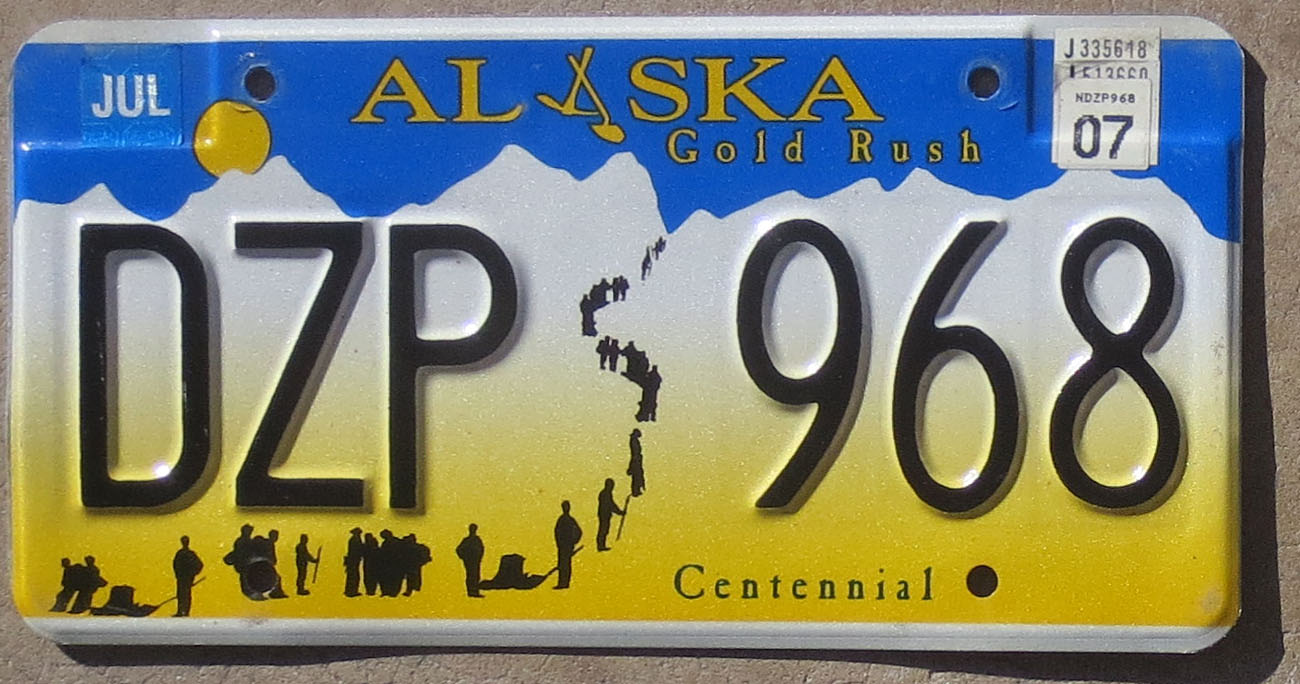 JUL
ALASKA
Gold Rush
J335618
NDZP968
07
DZP 968
Centennial